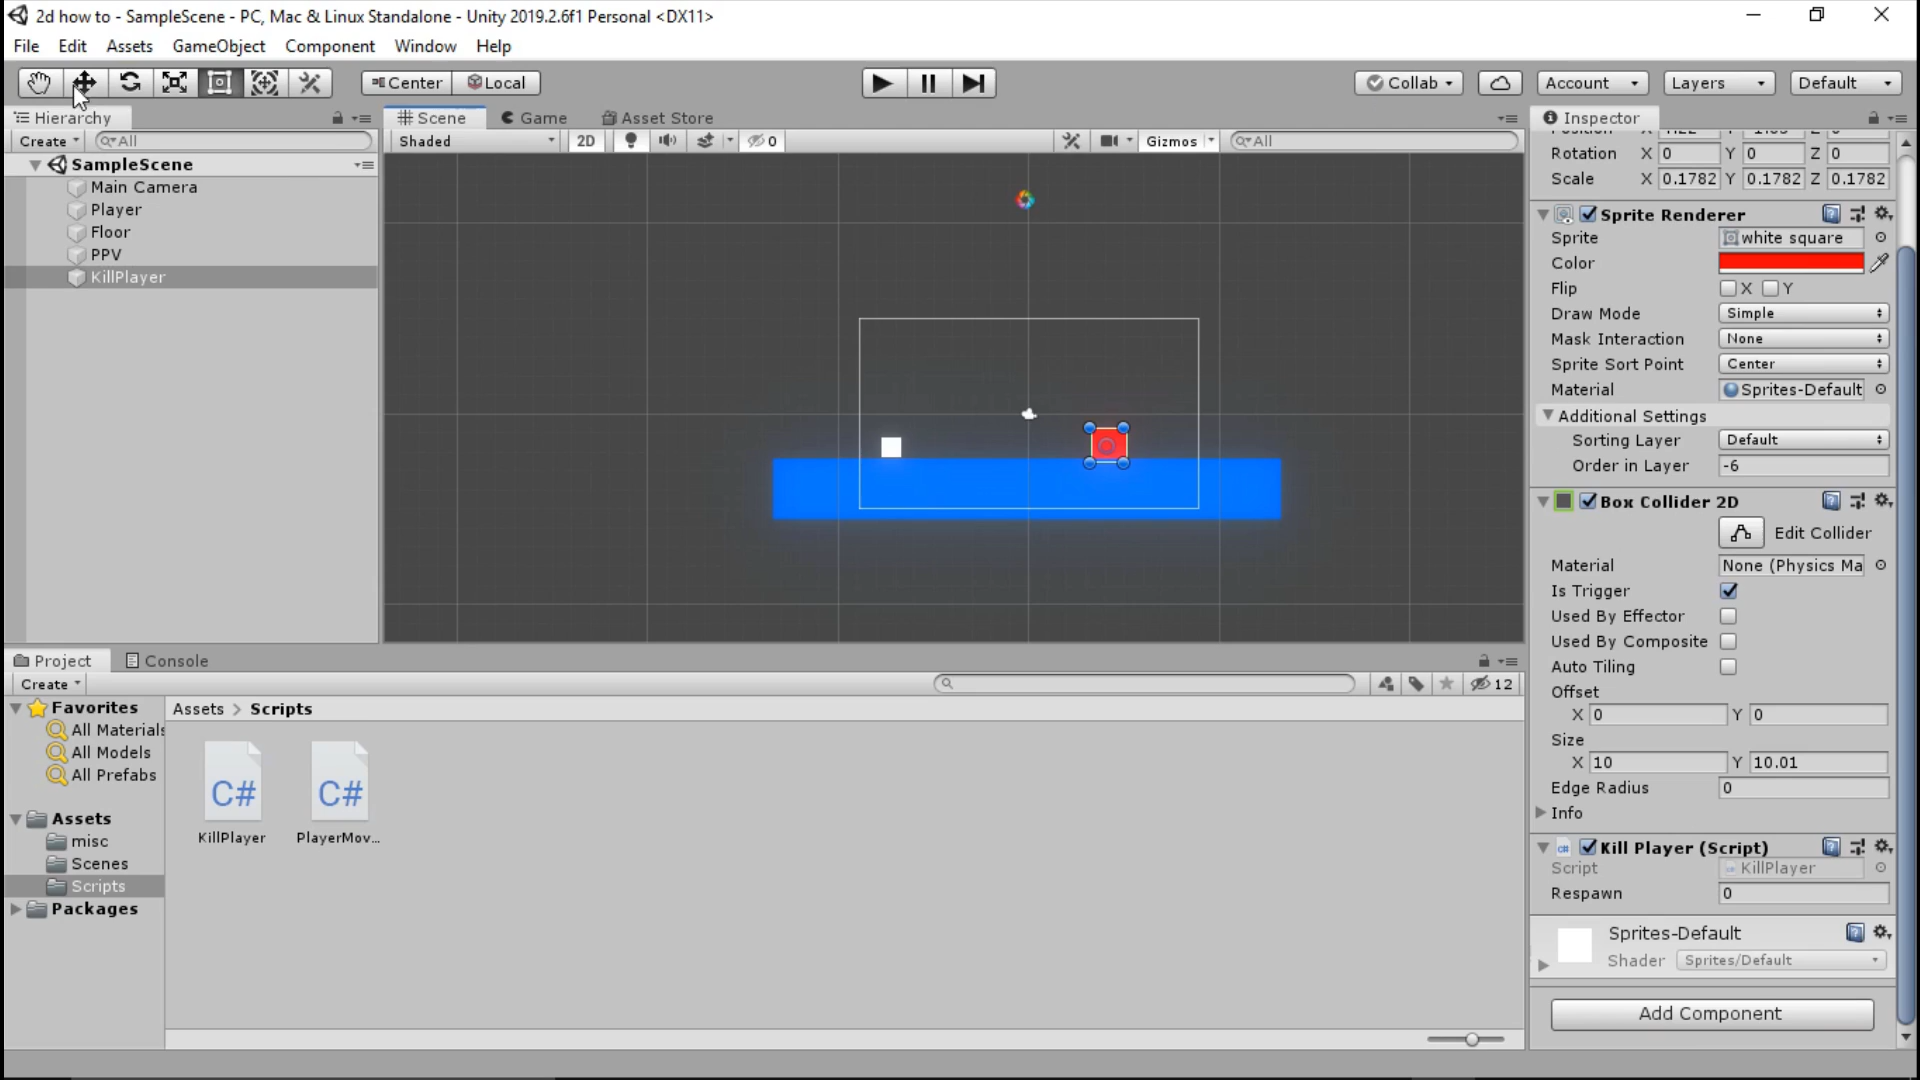 2d how to - SampleScene - PC, Mac & Linux Standalone - Unity 2019.2.6f1 Personal <DX11>
File Edit Assets GameObject Component Window Help
Center Local Collab Account Layers Default
Hierarchy
Create All
SampleScene
Main Camera
Player
Floor
PPV
KillPlayer
Scene Game Asset Store
Shaded 2D 0 Gizmos All
Inspector
Rotation X 0 Y 0 Z 0
Scale X 0.1782 Y 0.1782 Z 0.1782
Sprite Renderer
Sprite white square
Color
Flip X Y
Draw Mode Simple
Mask Interaction None
Sprite Sort Point Center
Material Sprites-Default
Additional Settings
Sorting Layer Default
Order in Layer -6
Box Collider 2D
Edit Collider
Material None (Physics Ma
Is Trigger
Used By Effector
Used By Composite
Auto Tiling
Offset
X 0 Y 0
Size
X 10 Y 10.01
Edge Radius 0
Info
Kill Player (Script)
Script KillPlayer
Respawn 0
Sprites-Default
Shader Sprites/Default
Add Component
Project Console
Create 12
Favorites
All Materials
All Models
All Prefabs
Assets
misc
Scenes
Scripts
Packages
Assets > Scripts
C# C#
KillPlayer PlayerMov...